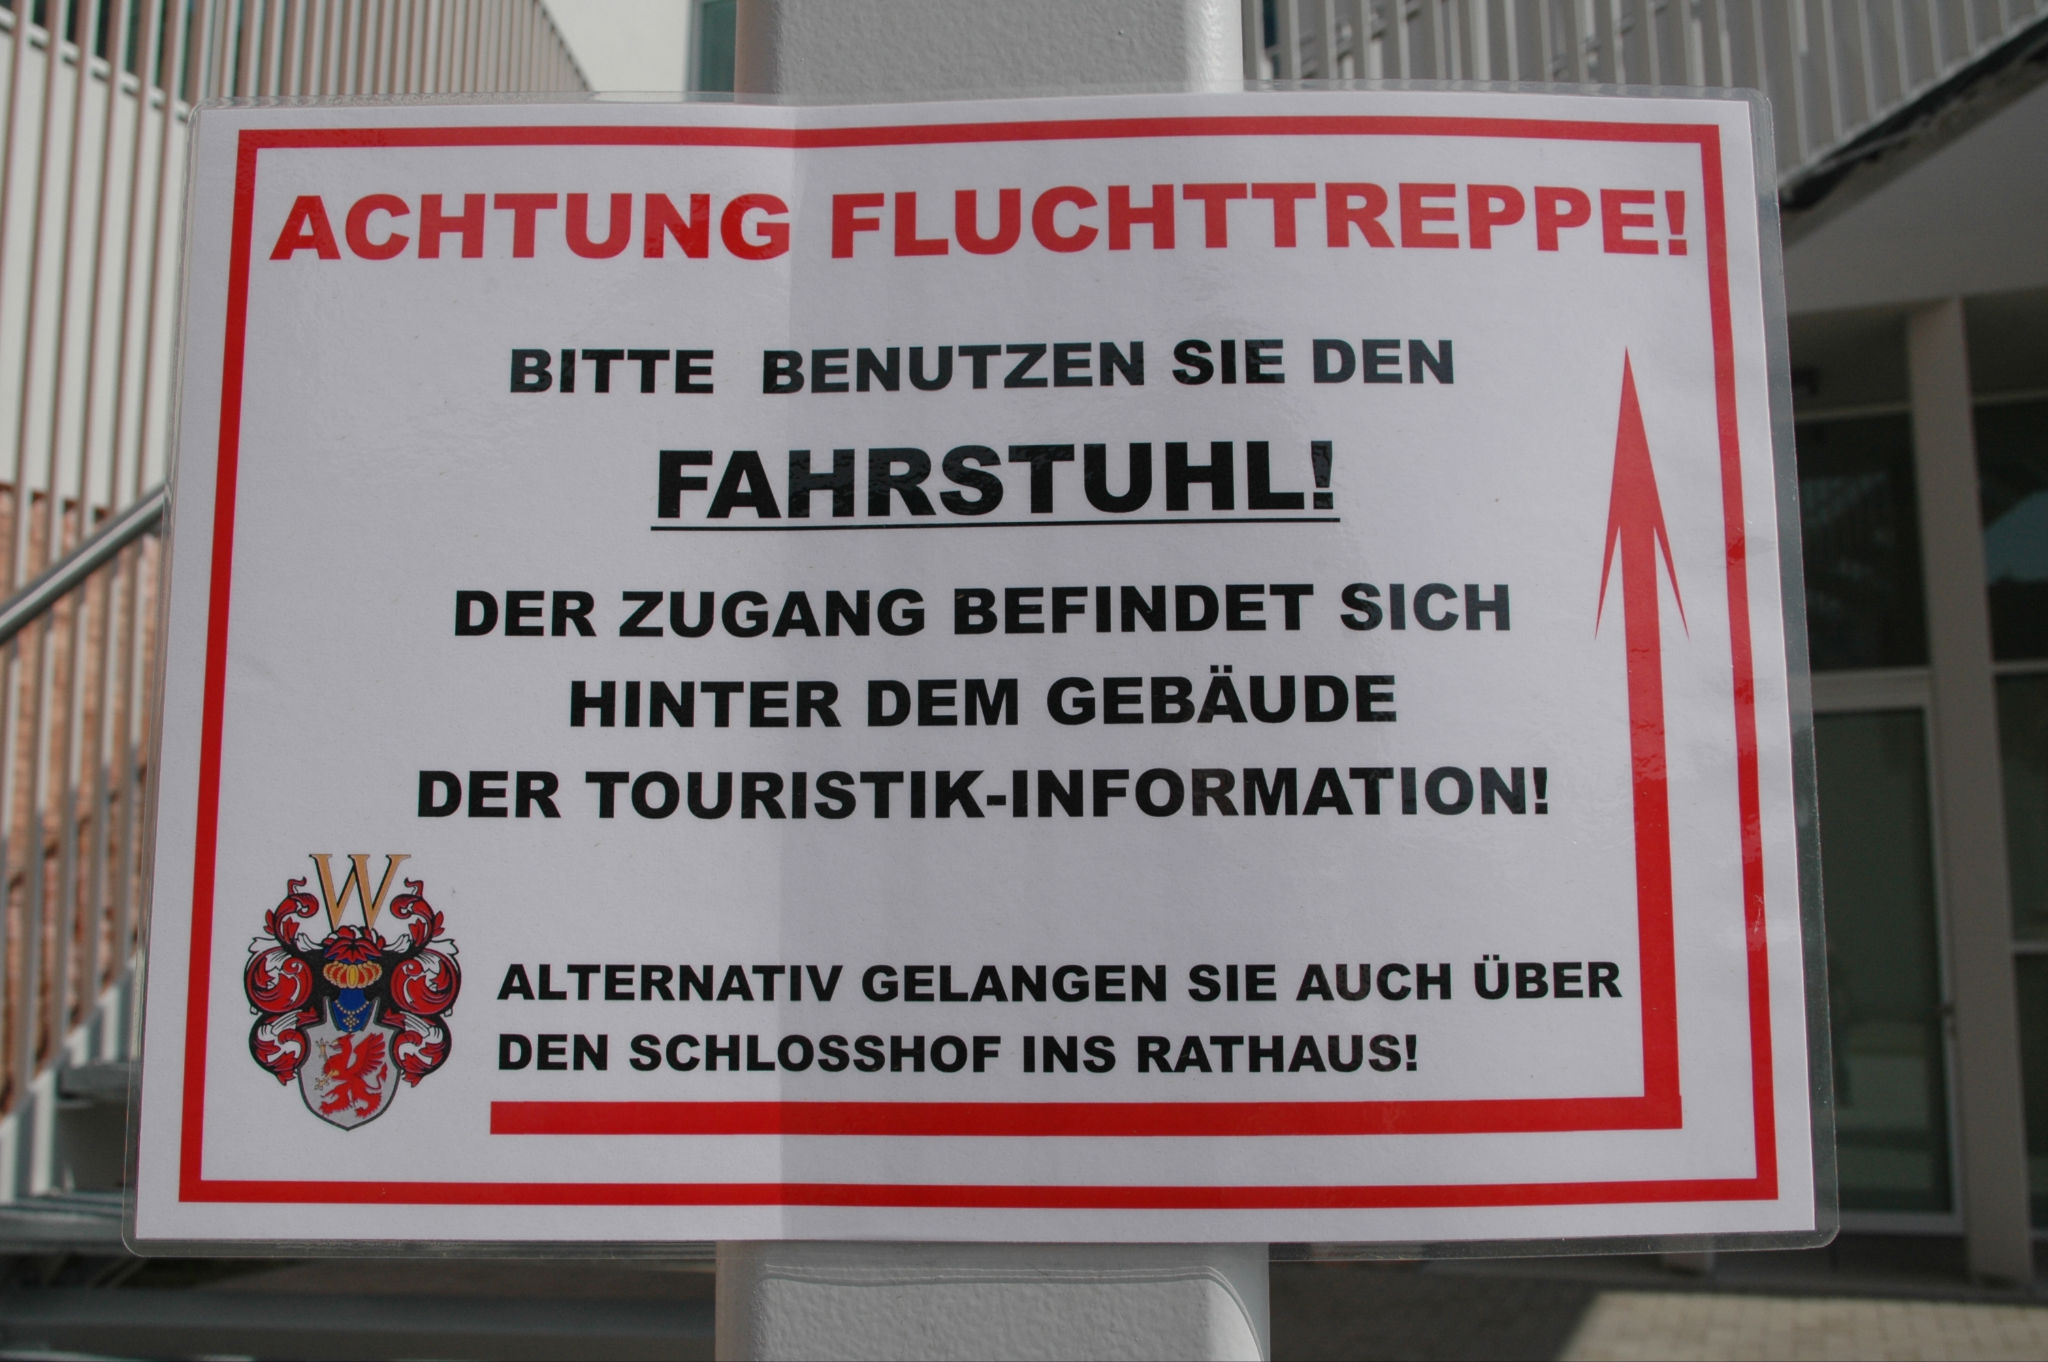 ACHTUNG FLUCHTTREPPE!
BITTE BENUTZEN SIE DEN
FAHRSTUHL!
DER ZUGANG BEFINDET SICH
HINTER DEM GEBÄUDE
DER TOURISTIK-INFORMATION!
W
ALTERNATIV GELANGEN SIE AUCH ÜBER
DEN SCHLOSSHOF INS RATHAUS!